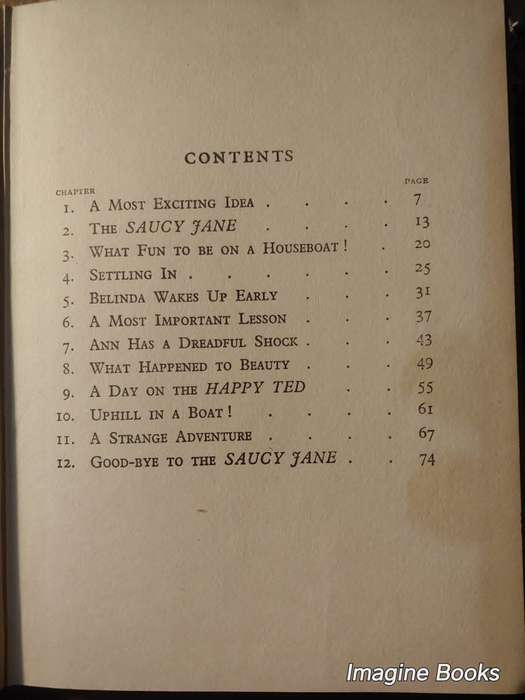 CONTENTS
CHAPTER PAGE
1. A Most Exciting Idea . . . . 7
2. The SAUCY JANE . . . . 13
3. What Fun to be on a Houseboat! . 20
4. Settling In . . . . . . 25
5. Belinda Wakes Up Early . . . 31
6. A Most Important Lesson . . . 37
7. Ann Has a Dreadful Shock . . . 43
8. What Happened to Beauty . . . 49
9. A Day on the HAPPY TED . . 55
10. Uphill in a Boat! . . . . 61
11. A Strange Adventure . . . . 67
12. Good-bye to the SAUCY JANE . . 74
Imagine Books